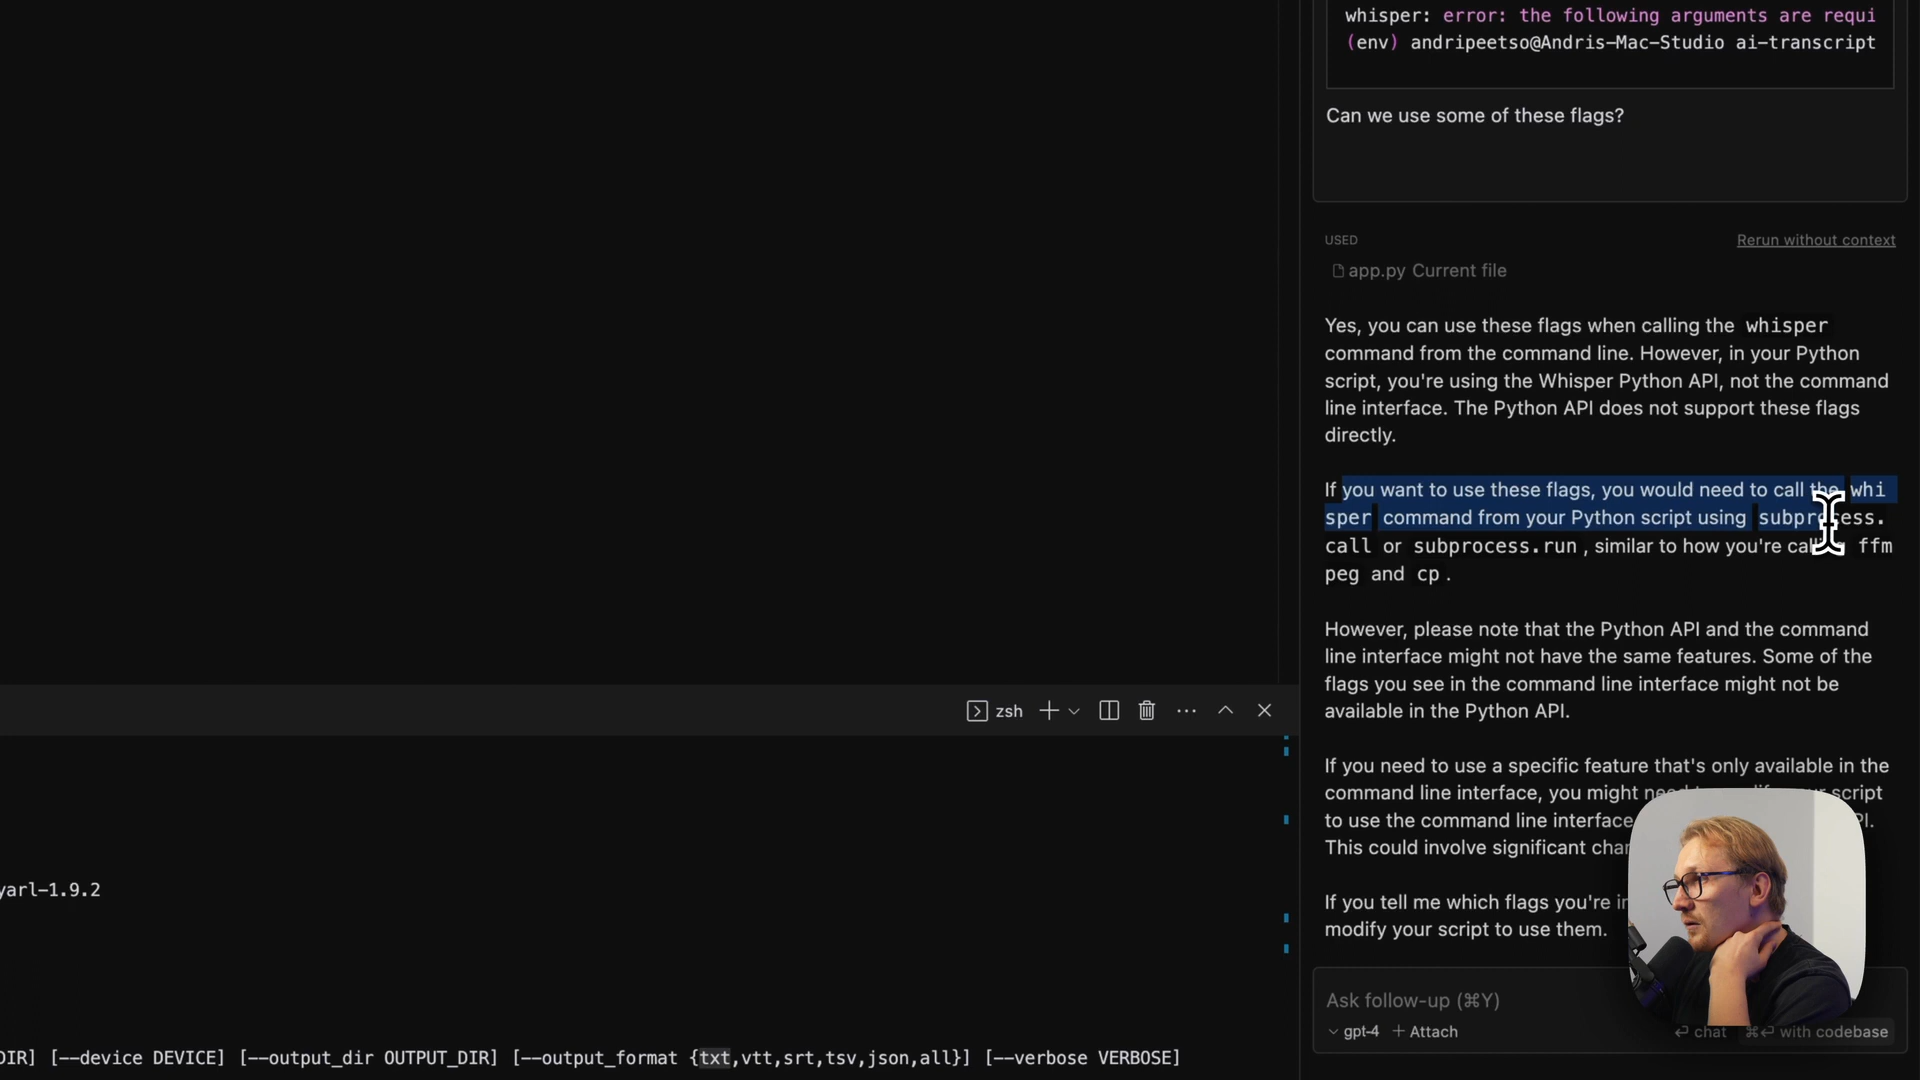 whisper: error: the following arguments are requi
(env) andripeetso@Andris-Mac-Studio ai-transcript
Can we use some of these flags?
USED
Rerun without context
app.py Current file
Yes, you can use these flags when calling the whisper
command from the command line. However, in your Python
script, you're using the Whisper Python API, not the command
line interface. The Python API does not support these flags
directly.
If you want to use these flags, you would need to call the whi
sper command from your Python script using subprocess.
call or subprocess.run , similar to how you're ffm
peg and cp .
However, please note that the Python API and the command
line interface might not have the same features. Some of the
flags you see in the command line interface might not be
available in the Python API.
If you need to use a specific feature that's only available in the
command line interface, you might script
to use the command line interface
This could involve significant
If you tell me which flags you're
modify your script to use them.
Ask follow-up (⌘Y)
gpt-4 + Attach
⏎ chat ⌘⏎ with codebase
zsh
yarl-1.9.2
DIR] [--device DEVICE] [--output_dir OUTPUT_DIR] [--output_format {txt,vtt,srt,tsv,json,all}] [--verbose VERBOSE]